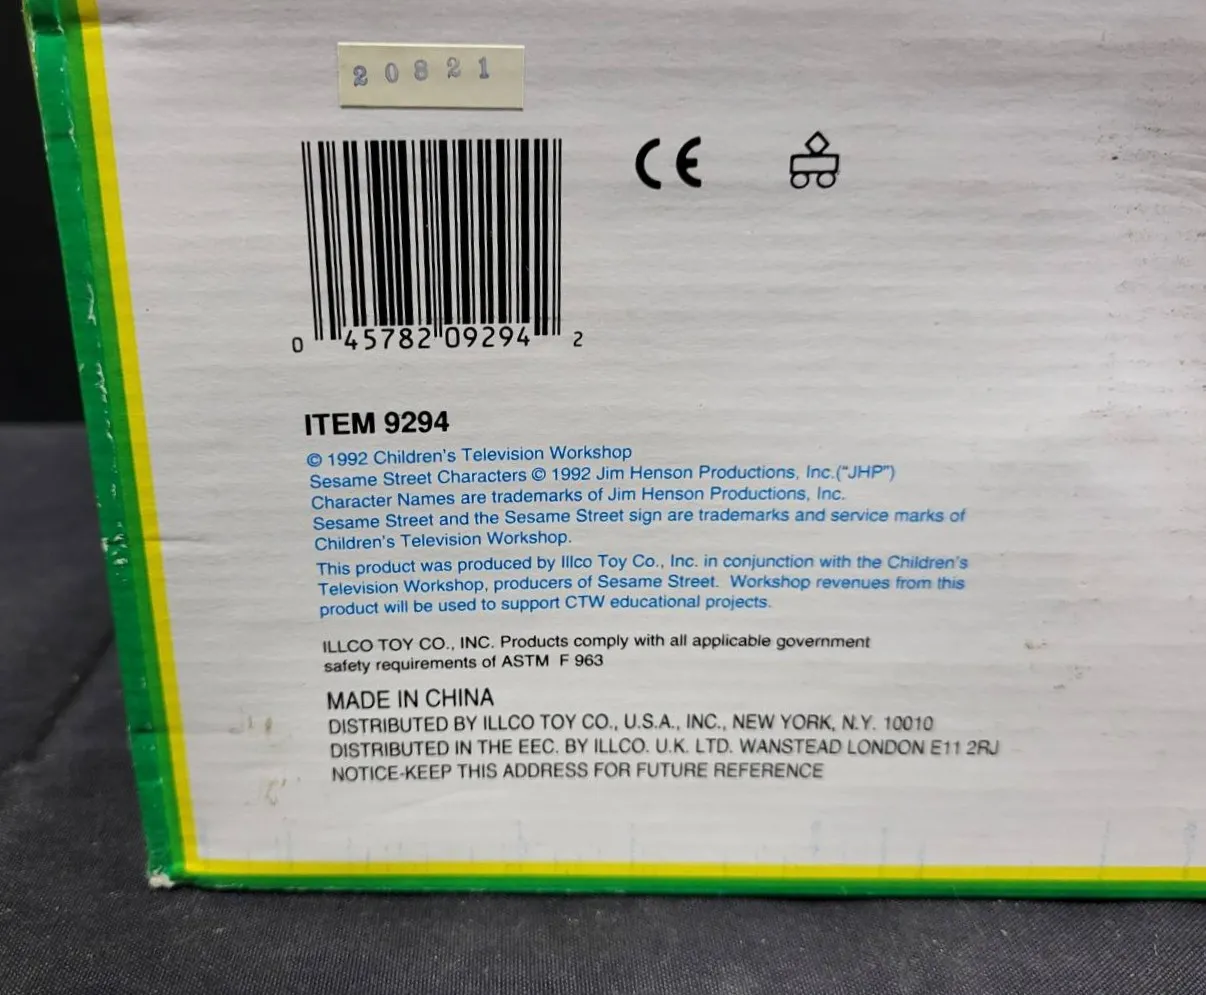 20821
CE
0 45782 09294 2
ITEM 9294
© 1992 Children's Television Workshop
Sesame Street Characters © 1992 Jim Henson Productions, Inc.("JHP")
Character Names are trademarks of Jim Henson Productions, Inc.
Sesame Street and the Sesame Street sign are trademarks and service marks of
Children's Television Workshop.
This product was produced by Illco Toy Co., Inc. in conjunction with the Children's
Television Workshop, producers of Sesame Street. Workshop revenues from this
product will be used to support CTW educational projects.
ILLCO TOY CO., INC. Products comply with all applicable government
safety requirements of ASTM F 963
MADE IN CHINA
DISTRIBUTED BY ILLCO TOY CO., U.S.A., INC., NEW YORK, N.Y. 10010
DISTRIBUTED IN THE EEC. BY ILLCO. U.K. LTD. WANSTEAD LONDON E11 2RJ
NOTICE-KEEP THIS ADDRESS FOR FUTURE REFERENCE